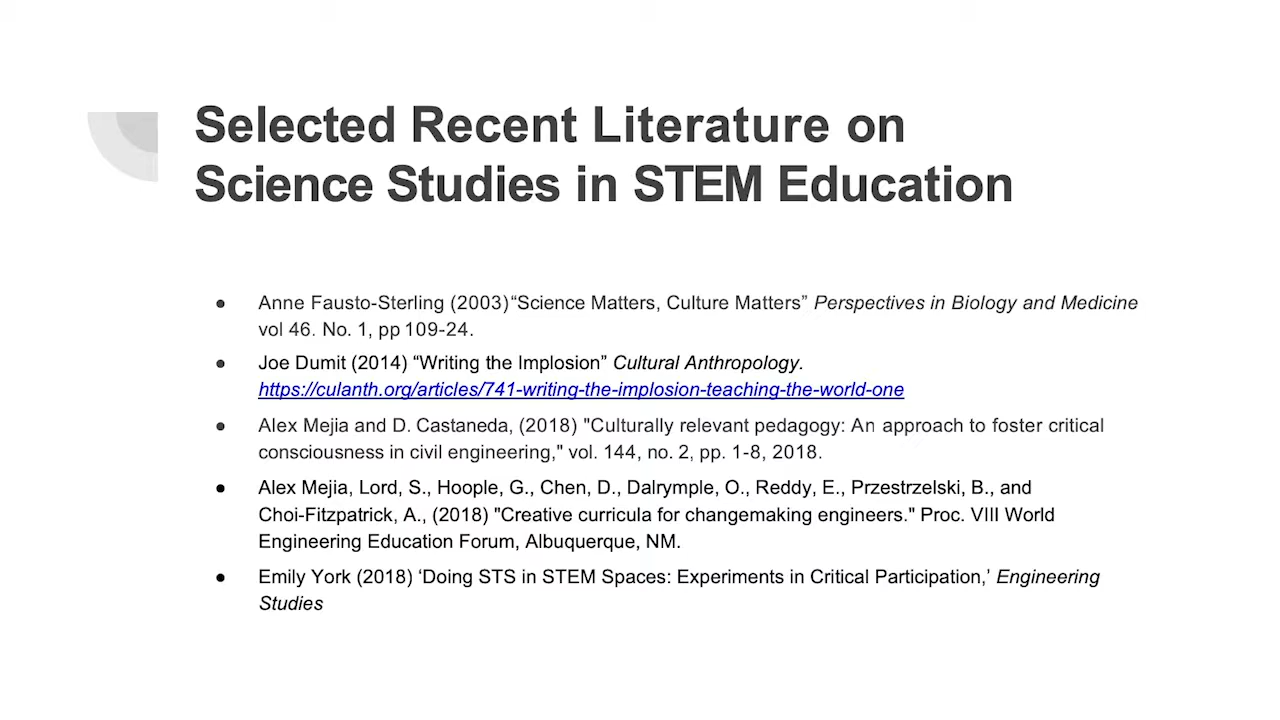 Selected Recent Literature on
Science Studies in STEM Education
● Anne Fausto-Sterling (2003)“Science Matters, Culture Matters” Perspectives in Biology and Medicine
vol 46. No. 1, pp 109-24.
● Joe Dumit (2014) “Writing the Implosion” Cultural Anthropology.
https://culanth.org/articles/741-writing-the-implosion-teaching-the-world-one
● Alex Mejia and D. Castaneda, (2018) "Culturally relevant pedagogy: An approach to foster critical
consciousness in civil engineering," vol. 144, no. 2, pp. 1-8, 2018.
● Alex Mejia, Lord, S., Hoople, G., Chen, D., Dalrymple, O., Reddy, E., Przestrzelski, B., and
Choi-Fitzpatrick, A., (2018) "Creative curricula for changemaking engineers." Proc. VIII World
Engineering Education Forum, Albuquerque, NM.
● Emily York (2018) ‘Doing STS in STEM Spaces: Experiments in Critical Participation,’ Engineering
Studies